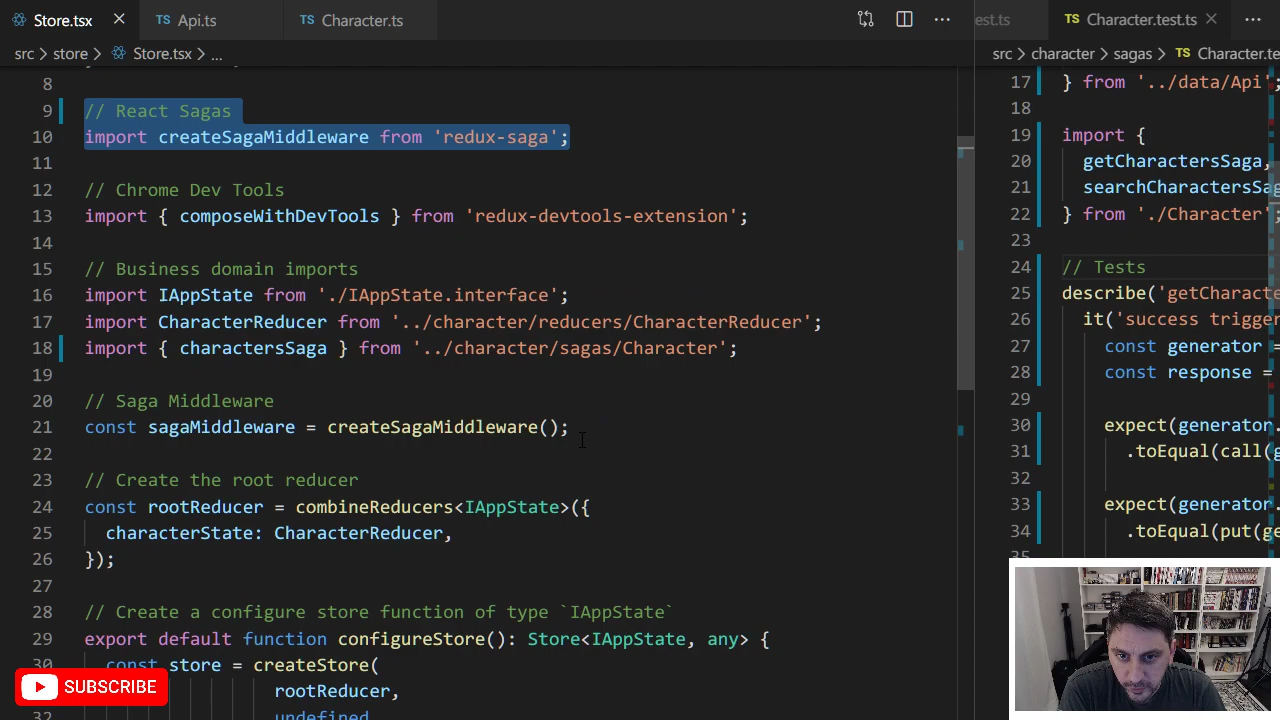 Store.tsx
TS Api.ts
TS Character.ts
src > store > Store.tsx > ...
8
9 // React Sagas
10 import createSagaMiddleware from 'redux-saga';
11
12 // Chrome Dev Tools
13 import { composeWithDevTools } from 'redux-devtools-extension';
14
15 // Business domain imports
16 import IAppState from './IAppState.interface';
17 import CharacterReducer from '../character/reducers/CharacterReducer';
18 import { charactersSaga } from '../character/sagas/Character';
19
20 // Saga Middleware
21 const sagaMiddleware = createSagaMiddleware();
22
23 // Create the root reducer
24 const rootReducer = combineReducers<IAppState>({
25 characterState: CharacterReducer,
26 });
27
28 // Create a configure store function of type `IAppState`
29 export default function configureStore(): Store<IAppState, any> {
30 const store = createStore(
rootReducer,
32 undefined
SUBSCRIBE
est.ts
TS Character.test.ts
src > character > sagas > TS Character.te
17 } from '../data/Api';
18
19 import {
20 getCharactersSaga,
21 searchCharactersSag
22 } from './Character';
23
24 // Tests
25 describe('getCharacte
26 it('success trigger
27 const generator =
28 const response =
29
30 expect(generator.
31 .toEqual(call(g
32
33 expect(generator.
34 .toEqual(put(ge
35